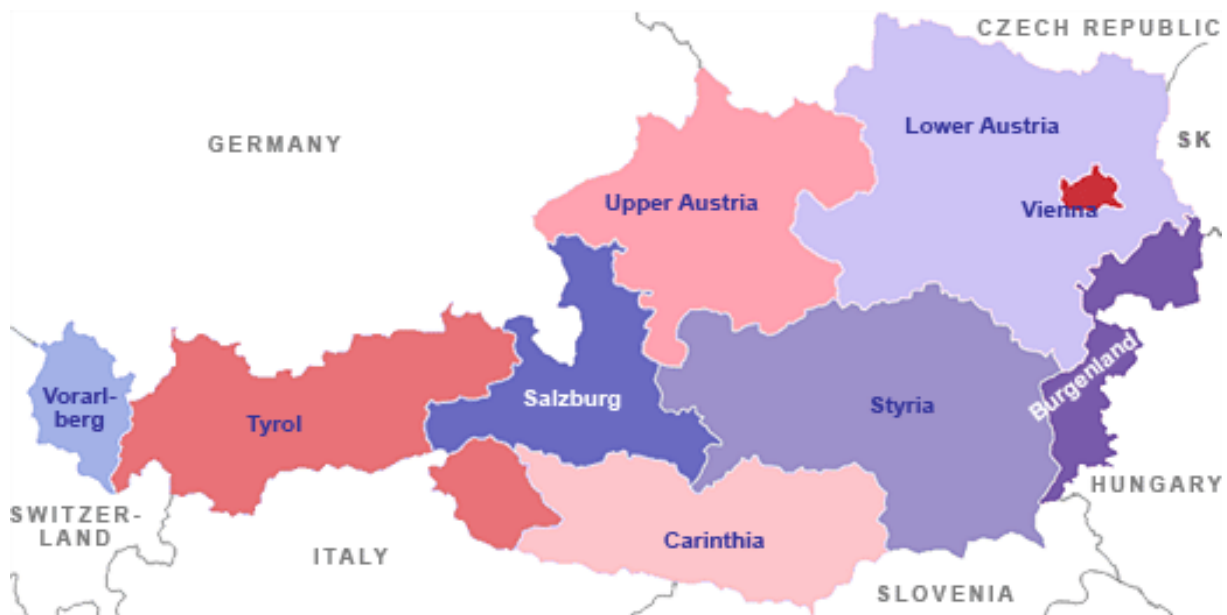 CZECH REPUBLIC
GERMANY
Lower Austria
SK
Upper Austria
Vienna
Vorarl-
berg
Tyrol
Salzburg
Styria
Burgenland
HUNGARY
SWITZER-
LAND
ITALY
Carinthia
SLOVENIA